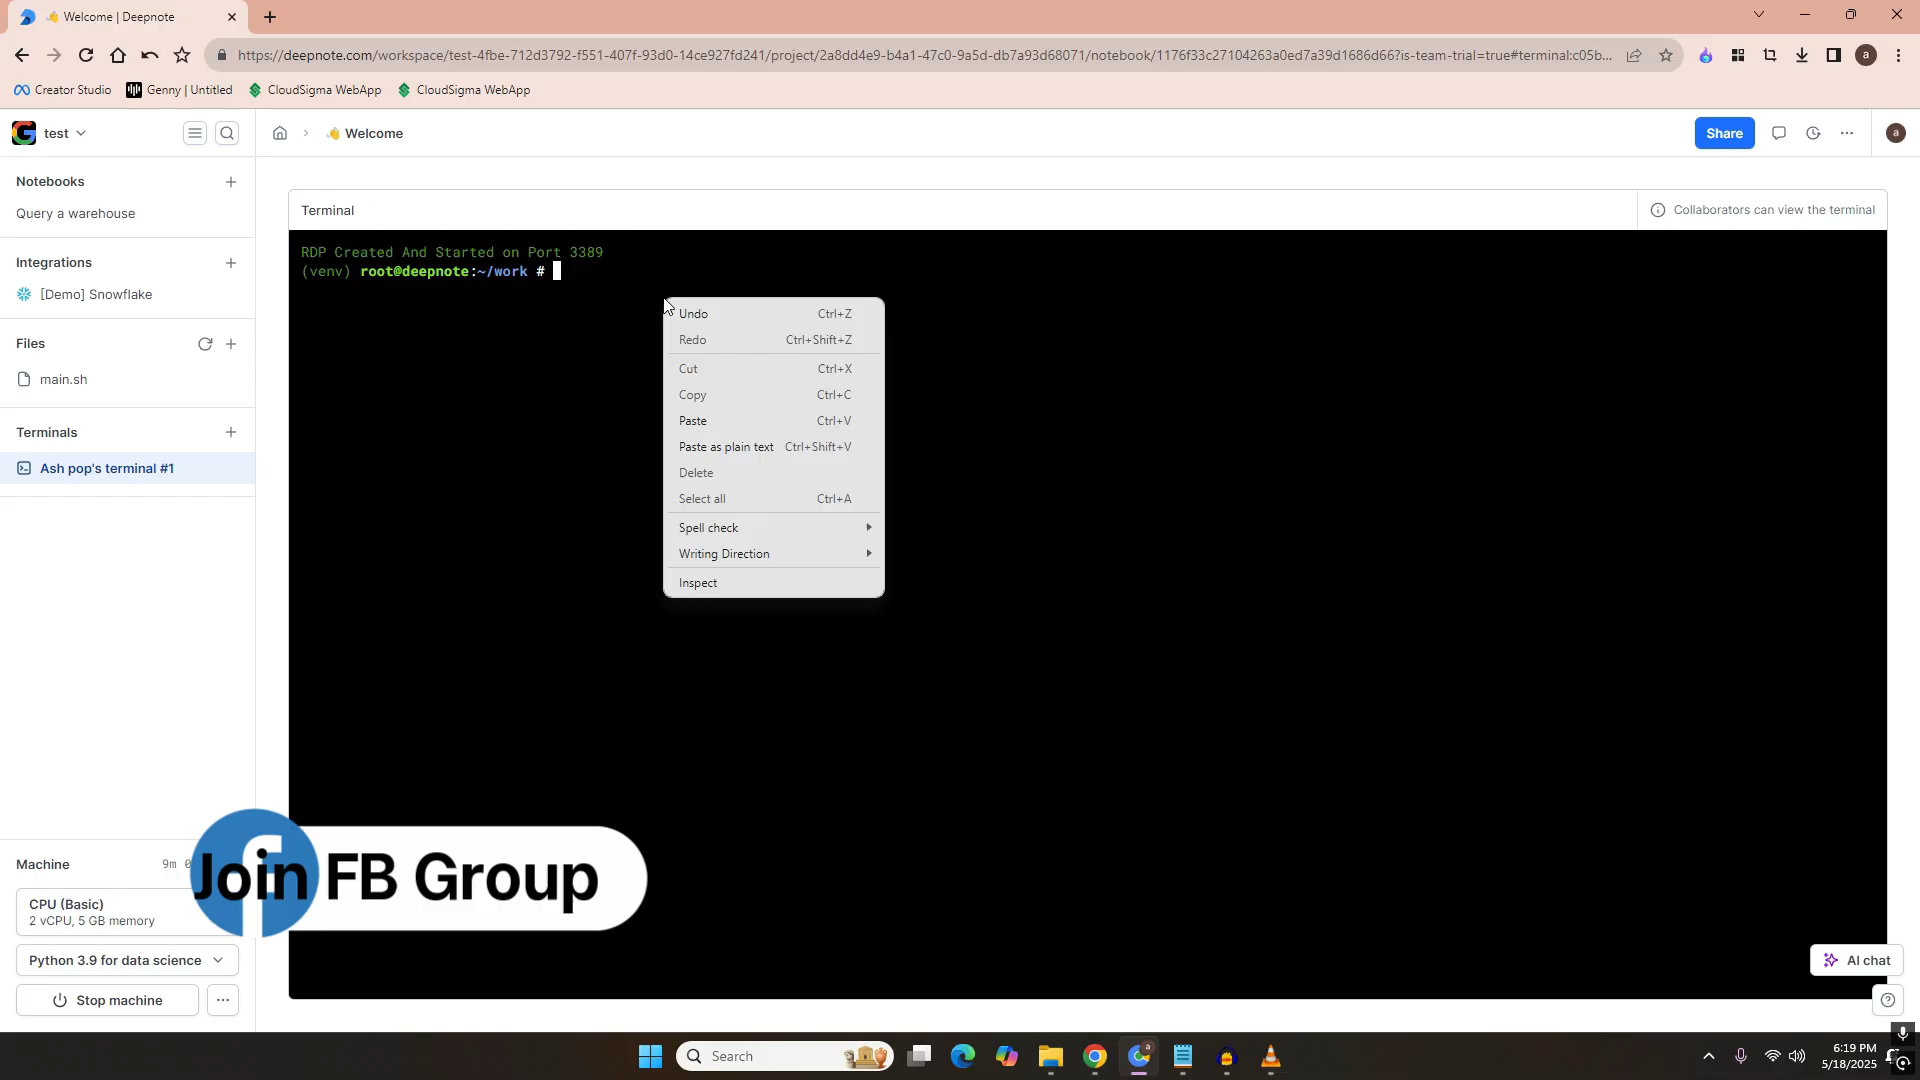 👋 Welcome | Deepnote
https://deepnote.com/workspace/test-4fbe-712d3792-f551-407f-93d0-14ce927fd241/project/2a8dd4e9-b4a1-47c0-9a5d-db7a93d68071/notebook/1176f33c27104263a0ed7a39d1686d66?is-team-trial=true#terminal:c05b...
a
Creator Studio
Genny | Untitled
CloudSigma WebApp
CloudSigma WebApp
test
👋 Welcome
Share
a
Notebooks
Query a warehouse
Integrations
[Demo] Snowflake
Files
main.sh
Terminals
Ash pop's terminal #1
Terminal
Collaborators can view the terminal
RDP Created And Started on Port 3389
(venv) root@deepnote:~/work #
Undo Ctrl+Z
Redo Ctrl+Shift+Z
Cut Ctrl+X
Copy Ctrl+C
Paste Ctrl+V
Paste as plain text Ctrl+Shift+V
Delete
Select all Ctrl+A
Spell check
Writing Direction
Inspect
Machine 9m
CPU (Basic)
2 vCPU, 5 GB memory
Python 3.9 for data science
Stop machine
Join FB Group
AI chat
Search
a
6:19 PM
5/18/2025